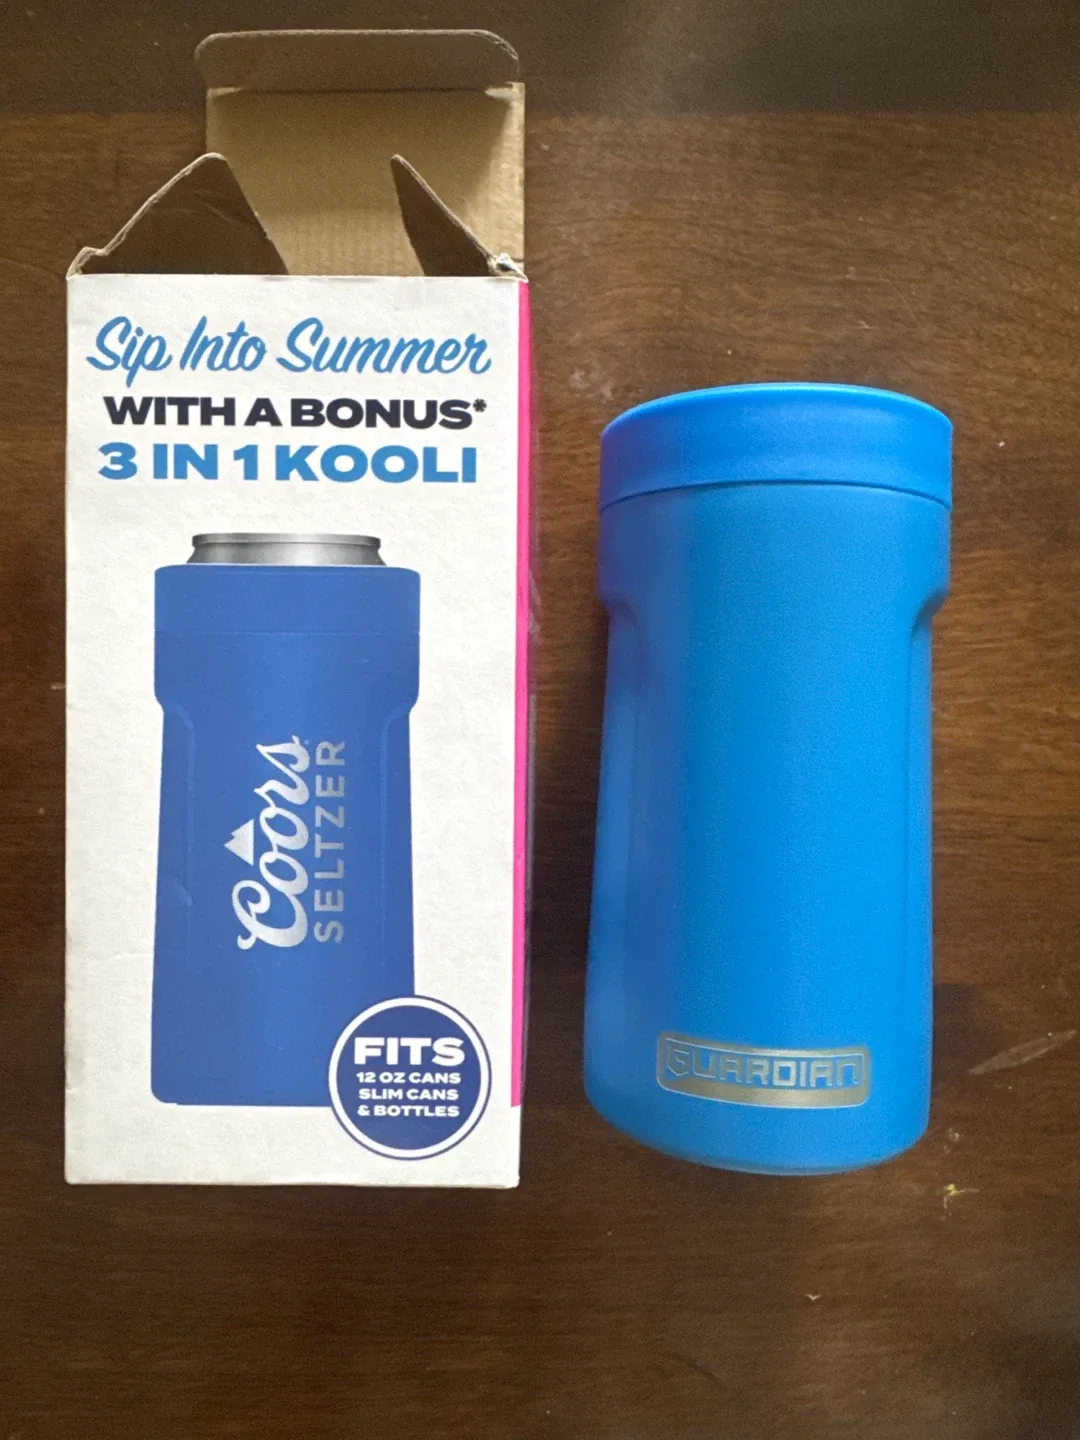 Sip Into Summer
WITH A BONUS*
3 IN 1 KOOLI
Coors
SELTZER
FITS
12 OZ CANS
SLIM CANS
& BOTTLES
GUARDIAN